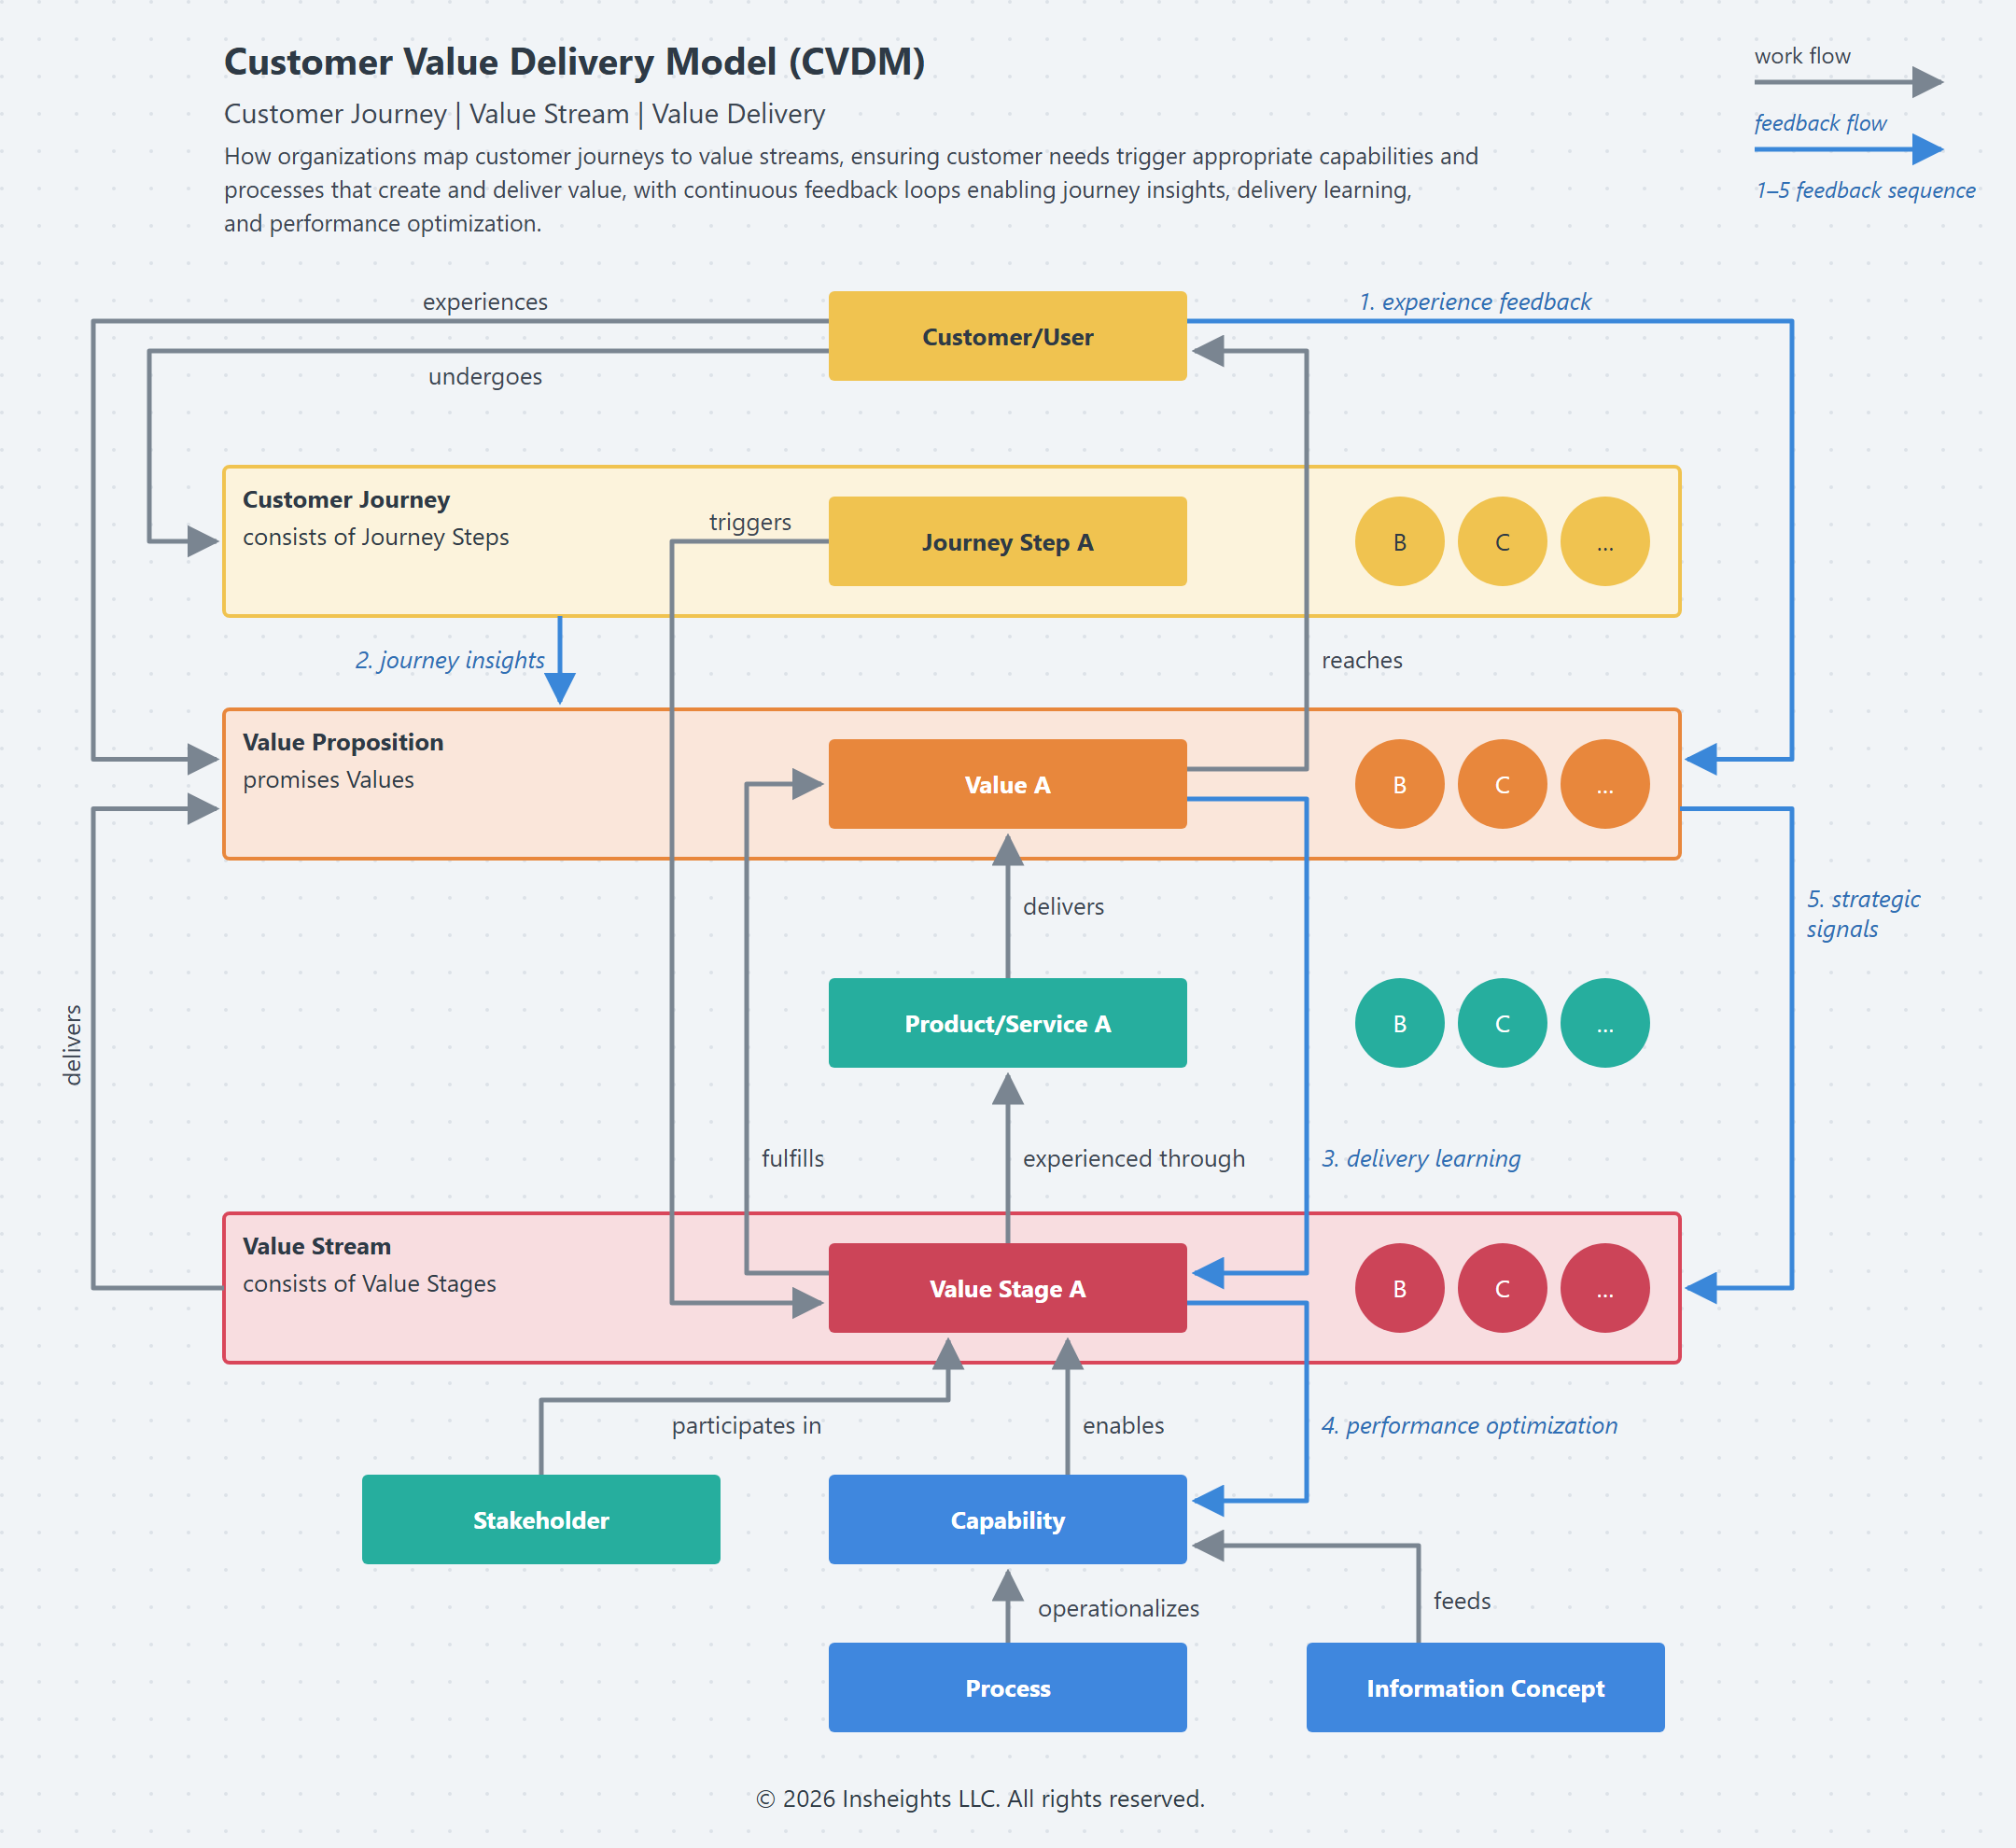 Customer Value Delivery Model (CVDM)
Customer Journey | Value Stream | Value Delivery
How organizations map customer journeys to value streams, ensuring customer needs trigger appropriate capabilities and
processes that create and deliver value, with continuous feedback loops enabling journey insights, delivery learning,
and performance optimization.
work flow
feedback flow
1–5 feedback sequence
experiences
Customer/User
1. experience feedback
undergoes
Customer Journey
consists of Journey Steps
triggers
Journey Step A
B
C
...
2. journey insights
reaches
Value Proposition
promises Values
Value A
B
C
...
delivers
5. strategic
signals
Product/Service A
B
C
...
delivers
fulfills
experienced through
3. delivery learning
Value Stream
consists of Value Stages
Value Stage A
B
C
...
participates in
enables
4. performance optimization
Stakeholder
Capability
operationalizes
feeds
Process
Information Concept
© 2026 Insheights LLC. All rights reserved.